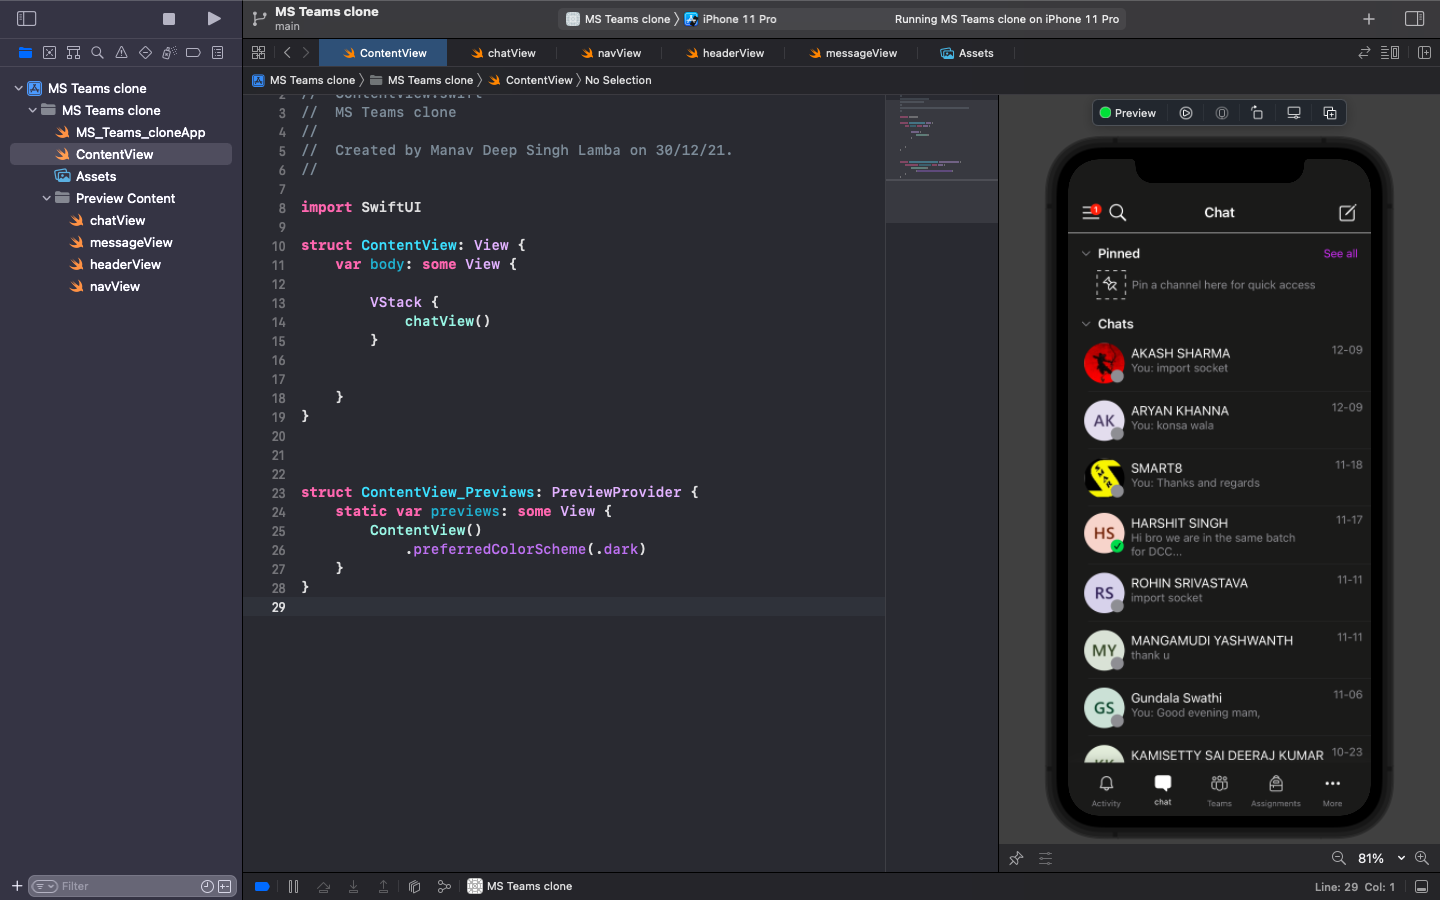 MS Teams clone
main
MS Teams clone
iPhone 11 Pro
Running MS Teams clone on iPhone 11 Pro
ContentView
chatView
navView
headerView
messageView
Assets
MS Teams clone
MS Teams clone
ContentView
No Selection
MS Teams clone
MS Teams clone
MS_Teams_cloneApp
ContentView
Assets
Preview Content
chatView
messageView
headerView
navView
2 // ContentView.swift
3 // MS Teams clone
4 //
5 // Created by Manav Deep Singh Lamba on 30/12/21.
6 //
7
8 import SwiftUI
9
10 struct ContentView: View {
11 var body: some View {
12
13 VStack {
14 chatView()
15 }
16
17
18 }
19 }
20
21
22
23 struct ContentView_Previews: PreviewProvider {
24 static var previews: some View {
25 ContentView()
26 .preferredColorScheme(.dark)
27 }
28 }
29
Preview
1
Chat
Pinned
See all
Pin a channel here for quick access
Chats
AKASH SHARMA
12-09
You: import socket
AK
ARYAN KHANNA
12-09
You: konsa wala
SMART8
11-18
You: Thanks and regards
HS
HARSHIT SINGH
11-17
Hi bro we are in the same batch
for DCC...
RS
ROHIN SRIVASTAVA
11-11
import socket
MY
MANGAMUDI YASHWANTH
11-11
thank u
GS
Gundala Swathi
11-06
You: Good evening mam,
KK
KAMISETTY SAI DEERAJ KUMAR
10-23
Activity
chat
Teams
Assignments
More
81%
Filter
MS Teams clone
Line: 29 Col: 1